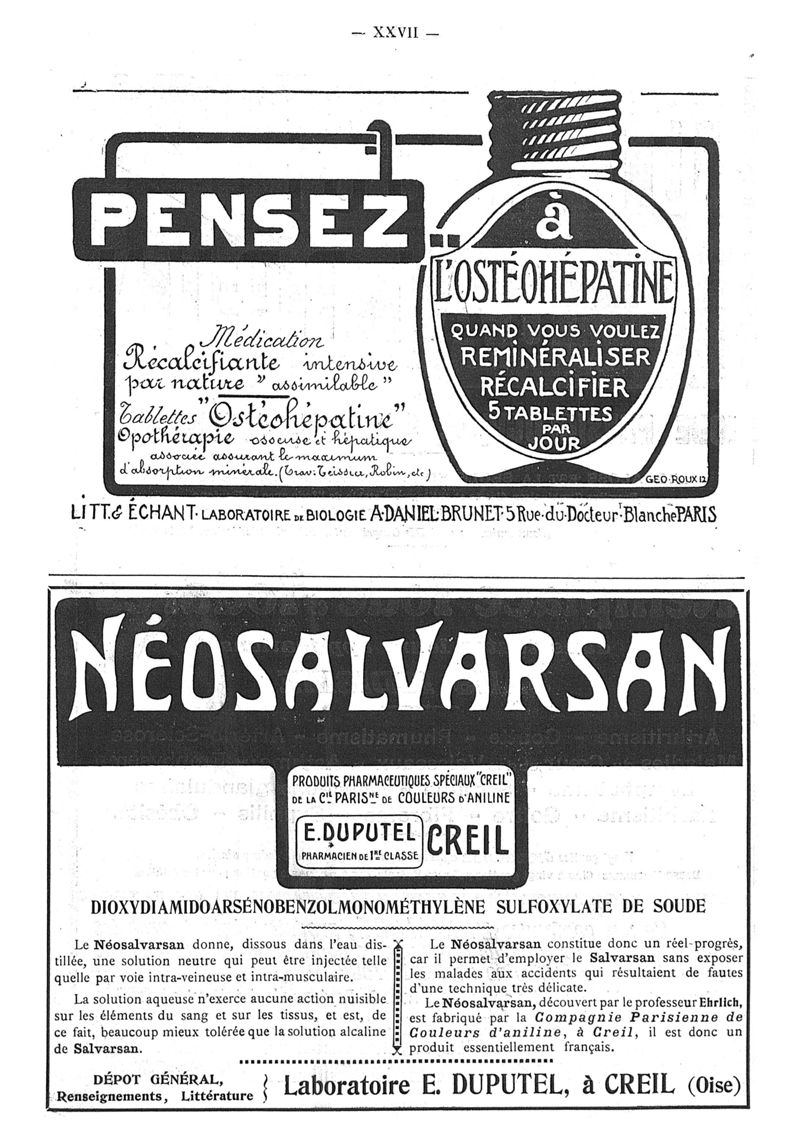 — XXVII —
PENSEZ
à
L'OSTÉOHÉPATINE
QUAND VOUS VOULEZ
REMINÉRALISER
RÉCALCIFIER
5 TABLETTES
PAR
JOUR
GEO·ROUX 12
Médication
Récalcifiante intensive
par nature "assimilable"
Tablettes "Ostéohépatine"
Opothérapie osseuse et hépatique
associée assurant le maximum
d'absorption minérale. (Trav. Teissier, Robin, etc)
LITT. & ÉCHANT· LABORATOIRE DE BIOLOGIE A·DANIEL·BRUNET·5 Rue·du·Docteur·Blanche PARIS
NÉOSALVARSAN
PRODUITS PHARMACEUTIQUES SPÉCIAUX "CREIL"
DE LA Cie PARISNE DE COULEURS D'ANILINE
E. DUPUTEL
PHARMACIEN DE 1RE CLASSE
CREIL
DIOXYDIAMIDOARSÉNOBENZOLMONOMÉTHYLÈNE SULFOXYLATE DE SOUDE
Le Néosalvarsan donne, dissous dans l'eau dis-
tillée, une solution neutre qui peut être injectée telle
quelle par voie intra-veineuse et intra-musculaire.
La solution aqueuse n'exerce aucune action nuisible
sur les éléments du sang et sur les tissus, et est, de
ce fait, beaucoup mieux tolérée que la solution alcaline
de Salvarsan.
Le Néosalvarsan constitue donc un réel progrès,
car il permet d'employer le Salvarsan sans exposer
les malades aux accidents qui résultaient de fautes
d'une technique très délicate.
Le Néosalvarsan, découvert par le professeur Ehrlich,
est fabriqué par la Compagnie Parisienne de
Couleurs d'aniline, à Creil, il est donc un
produit essentiellement français.
DÉPOT GÉNÉRAL,
Renseignements, Littérature
Laboratoire E. DUPUTEL, à CREIL (Oise)